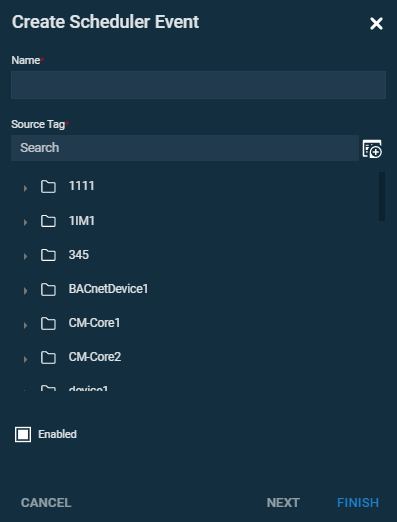 Create Scheduler Event
Name*
Source Tag*
Search
1111
1IM1
345
BACnetDevice1
CM-Core1
CM-Core2
device1
Enabled
CANCEL NEXT FINISH